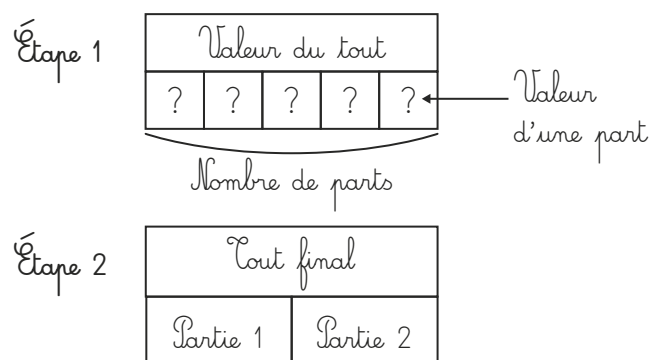 Étape 1
Valeur du tout
? ? ? ? ?
Valeur
d'une part
Nombre de parts
Étape 2
Tout final
Partie 1 Partie 2